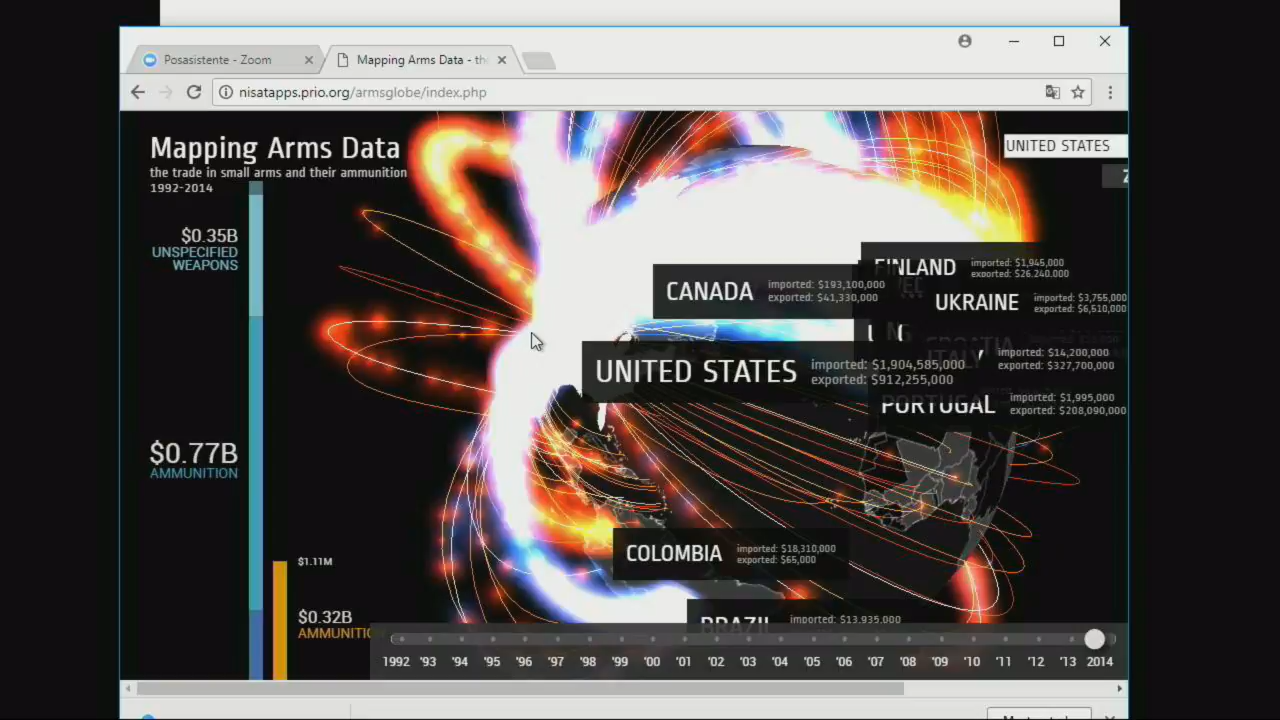 Posasistente - Zoom
Mapping Arms Data - th
nisatapps.prio.org/armsglobe/index.php
Mapping Arms Data
the trade in small arms and their ammunition
1992-2014
UNITED STATES
Z
$0.35B
UNSPECIFIED
WEAPONS
FINLAND
imported: $1,945,000
exported: $26,240,000
CANADA
imported: $193,100,000
exported: $41,330,000
UKRAINE
imported: $3,755,000
exported: $6,510,000
CROATIA
ITALY
imported: $14,200,000
exported: $327,700,000
UNITED STATES
imported: $1,904,585,000
exported: $912,255,000
PORTUGAL
imported: $1,995,000
exported: $208,090,000
$0.77B
AMMUNITION
COLOMBIA
imported: $18,310,000
exported: $65,000
$1.11M
$0.32B
AMMUNITIO
BRAZIL
imported: $13,935,000
1992 '93 '94 '95 '96 '97 '98 '99 '00 '01 '02 '03 '04 '05 '06 '07 '08 '09 '10 '11 '12 '13 2014